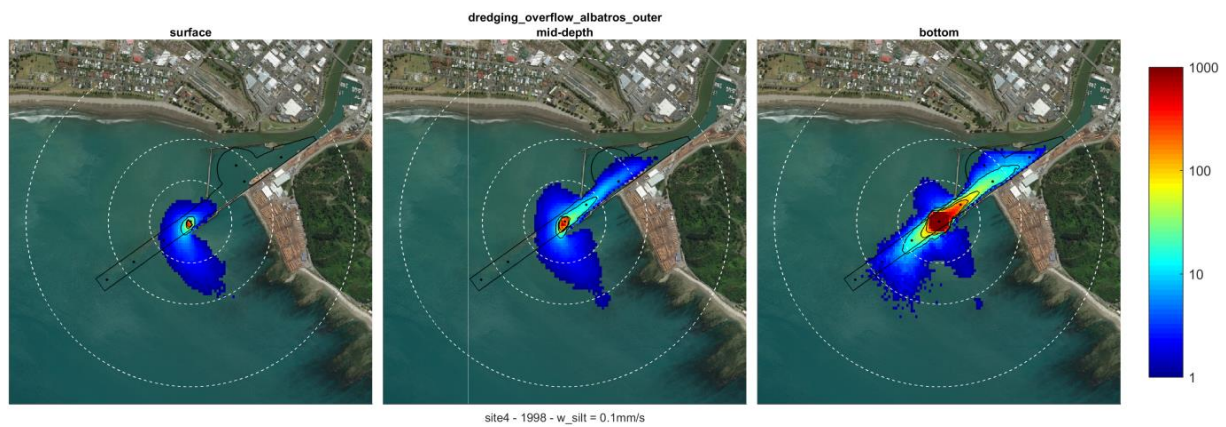 dredging_overflow_albatros_outer
surface
mid-depth
bottom
1000
100
10
1
site4 - 1998 - w_silt = 0.1mm/s